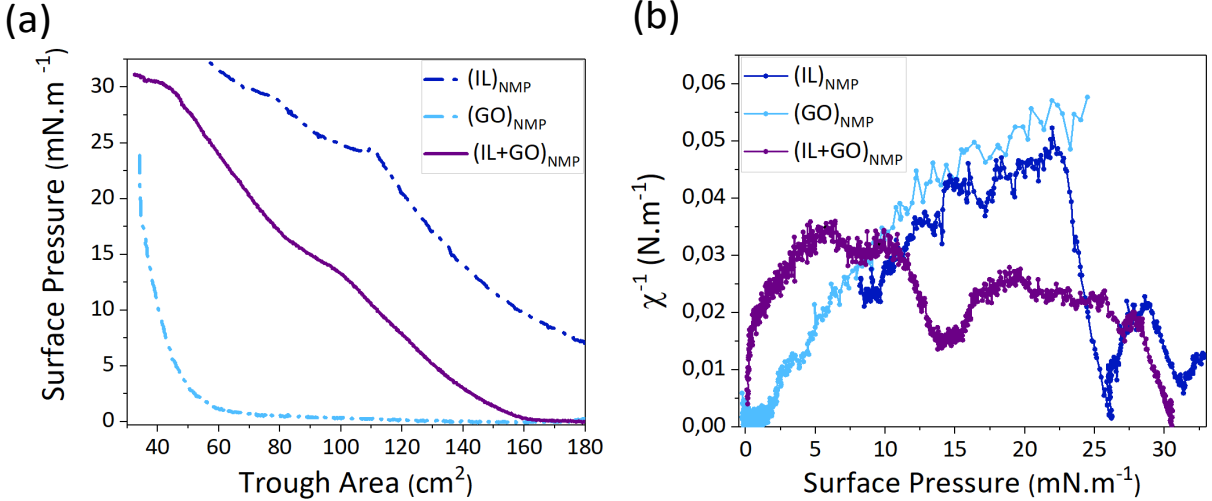 (a)
Surface Pressure (mN.m⁻¹)
30
25
20
15
10
5
0
40 60 80 100 120 140 160 180
Trough Area (cm²)
(IL)NMP
(GO)NMP
(IL+GO)NMP
(b)
χ⁻¹ (N.m⁻¹)
0,06
0,05
0,04
0,03
0,02
0,01
0,00
0 5 10 15 20 25 30
Surface Pressure (mN.m⁻¹)
(IL)NMP
(GO)NMP
(IL+GO)NMP